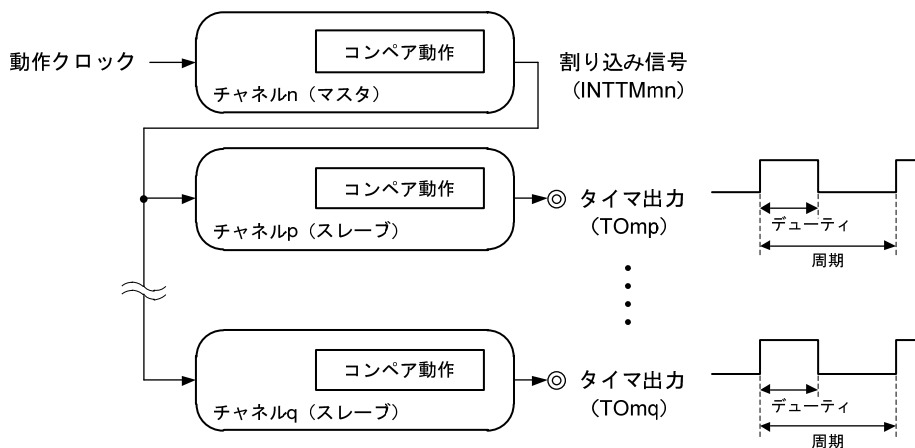 動作クロック
コンペア動作
チャネルn（マスタ）
割り込み信号
(INTTMmn)
コンペア動作
チャネルp（スレーブ）
タイマ出力
(TOmp)
デューティ
周期
コンペア動作
チャネルq（スレーブ）
タイマ出力
(TOmq)
デューティ
周期